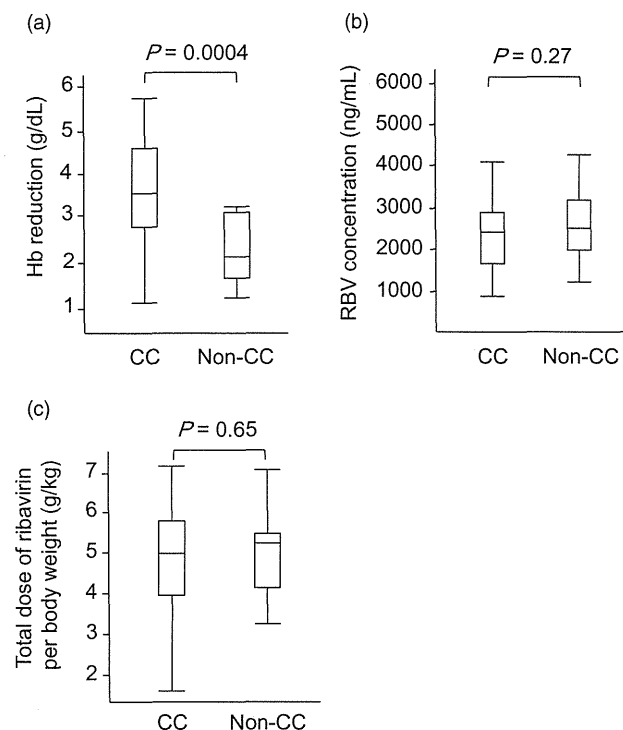 (a)
P = 0.0004
Hb reduction (g/dL)
6
5
4
3
2
1
CC
Non-CC
(b)
P = 0.27
RBV concentration (ng/mL)
6000
5000
4000
3000
2000
1000
CC
Non-CC
(c)
P = 0.65
Total dose of ribavirin
per body weight (g/kg)
7
6
5
4
3
2
CC
Non-CC